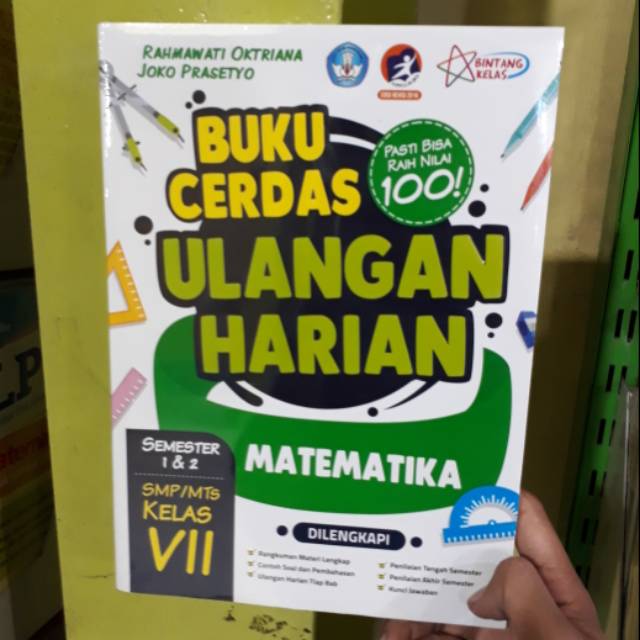 RAHMAWATI OKTRIANA
JOKO PRASETYO
BINTANG
KELAS
BUKU
CERDAS
PASTI BISA
RAIH NILAI
100!
ULANGAN
HARIAN
MATEMATIKA
SEMESTER
1 & 2
SMP/MTs
KELAS
VII
DILENGKAPI
Rangkuman Materi Lengkap
Contoh Soal dan Pembahasan
Ulangan Harian Tiap Bab
Penilaian Tengah Semester
Penilaian Akhir Semester
Kunci Jawaban